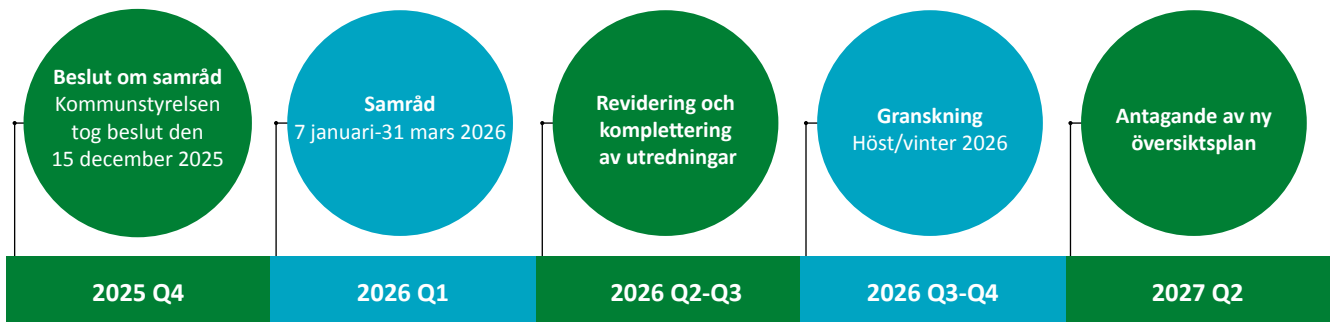 Beslut om samråd
Kommunstyrelsen
tog beslut den
15 december 2025
Samråd
7 januari-31 mars 2026
Revidering och
komplettering
av utredningar
Granskning
Höst/vinter 2026
Antagande av ny
översiktsplan
2025 Q4
2026 Q1
2026 Q2-Q3
2026 Q3-Q4
2027 Q2